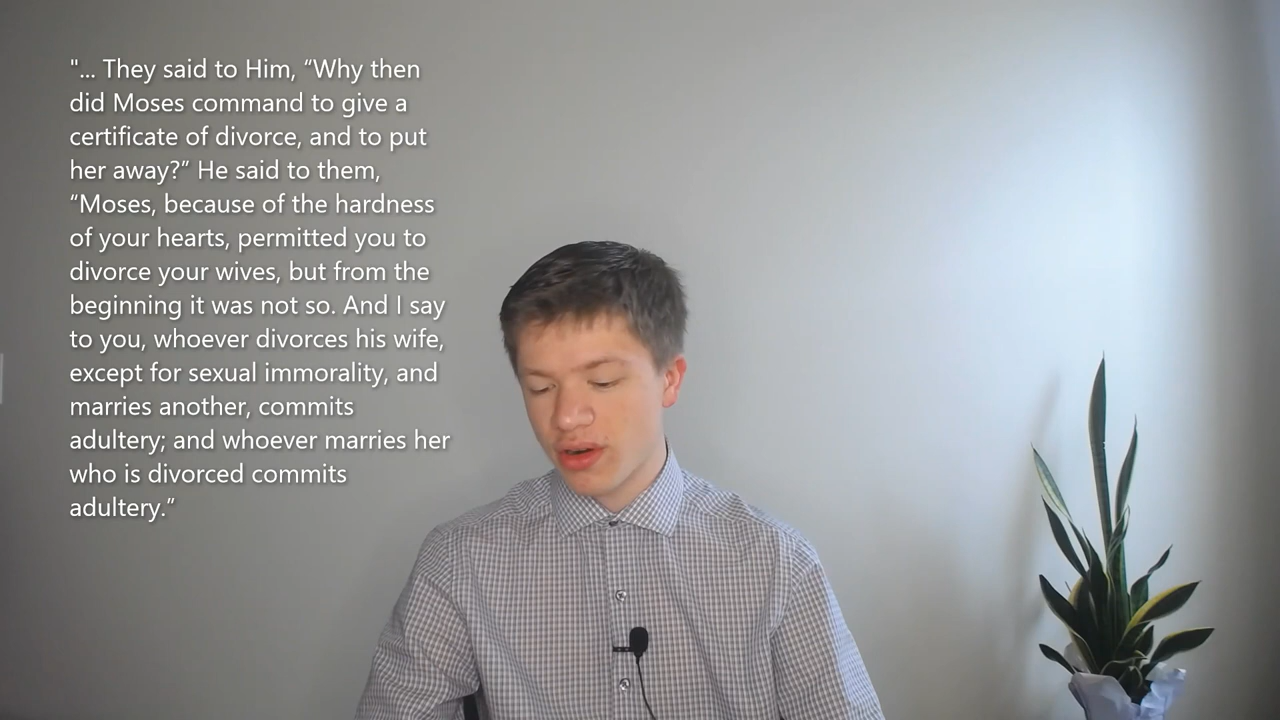 "... They said to Him, “Why then
did Moses command to give a
certificate of divorce, and to put
her away?” He said to them,
“Moses, because of the hardness
of your hearts, permitted you to
divorce your wives, but from the
beginning it was not so. And I say
to you, whoever divorces his wife,
except for sexual immorality, and
marries another, commits
adultery; and whoever marries her
who is divorced commits
adultery.”